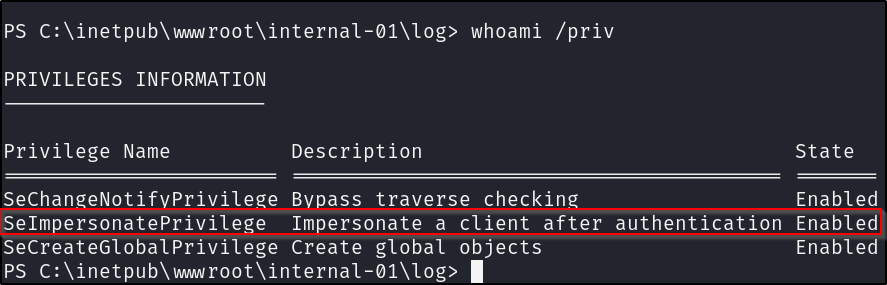 PS C:\inetpub\wwwroot\internal-01\log> whoami /priv
PRIVILEGES INFORMATION
----------------------
Privilege Name          Description                               State
======================= ========================================= =======
SeChangeNotifyPrivilege Bypass traverse checking                  Enabled
SeImpersonatePrivilege  Impersonate a client after authentication Enabled
SeCreateGlobalPrivilege Create global objects                     Enabled
PS C:\inetpub\wwwroot\internal-01\log>